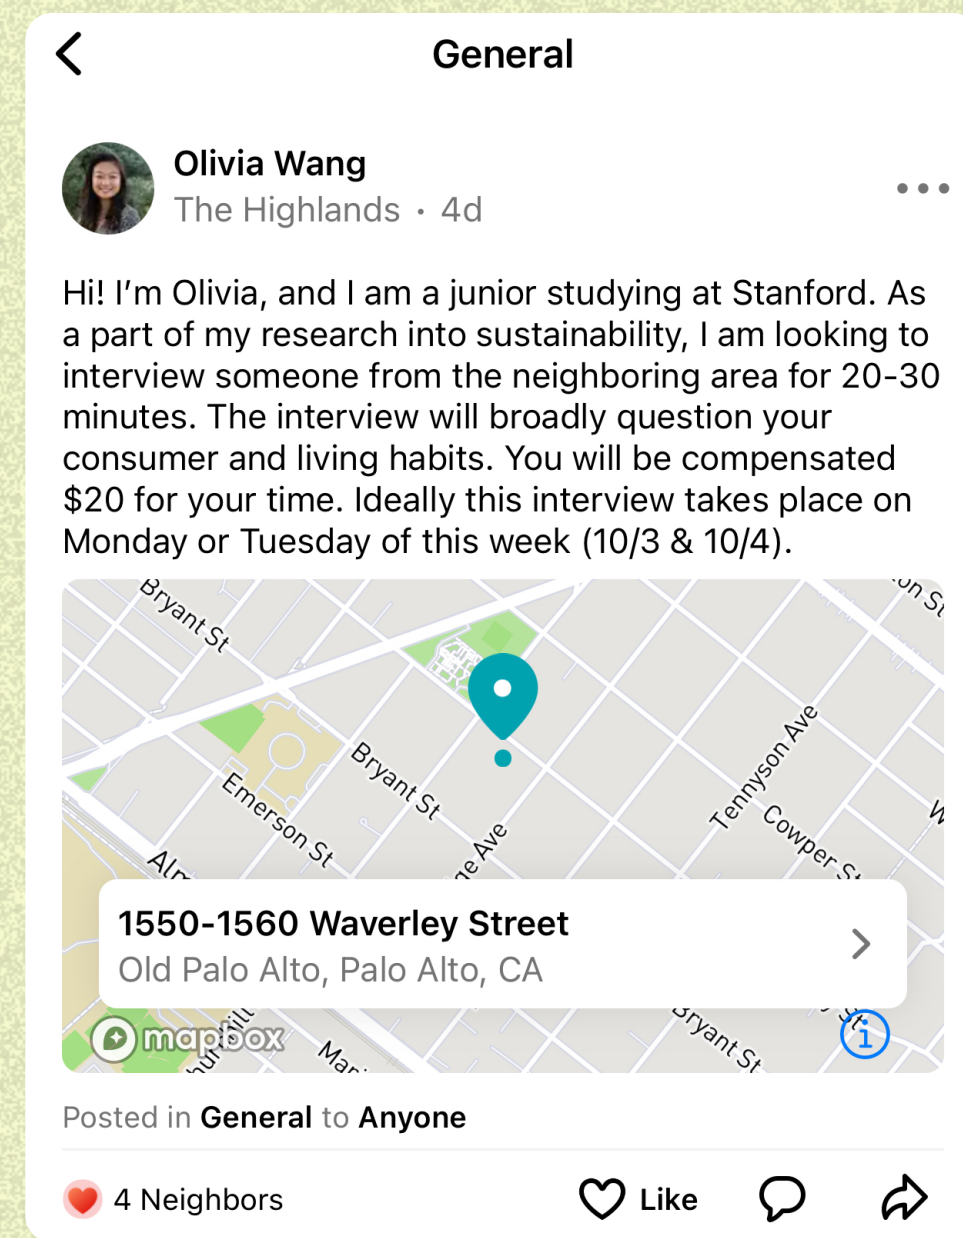 General
Olivia Wang
The Highlands · 4d
Hi! I’m Olivia, and I am a junior studying at Stanford. As
a part of my research into sustainability, I am looking to
interview someone from the neighboring area for 20-30
minutes. The interview will broadly question your
consumer and living habits. You will be compensated
$20 for your time. Ideally this interview takes place on
Monday or Tuesday of this week (10/3 & 10/4).
Bryant St
Bryant St
Emerson St
Tennyson Ave
Cowper St
1550-1560 Waverley Street
Old Palo Alto, Palo Alto, CA
mapbox
Bryant St
Posted in General to Anyone
4 Neighbors
Like